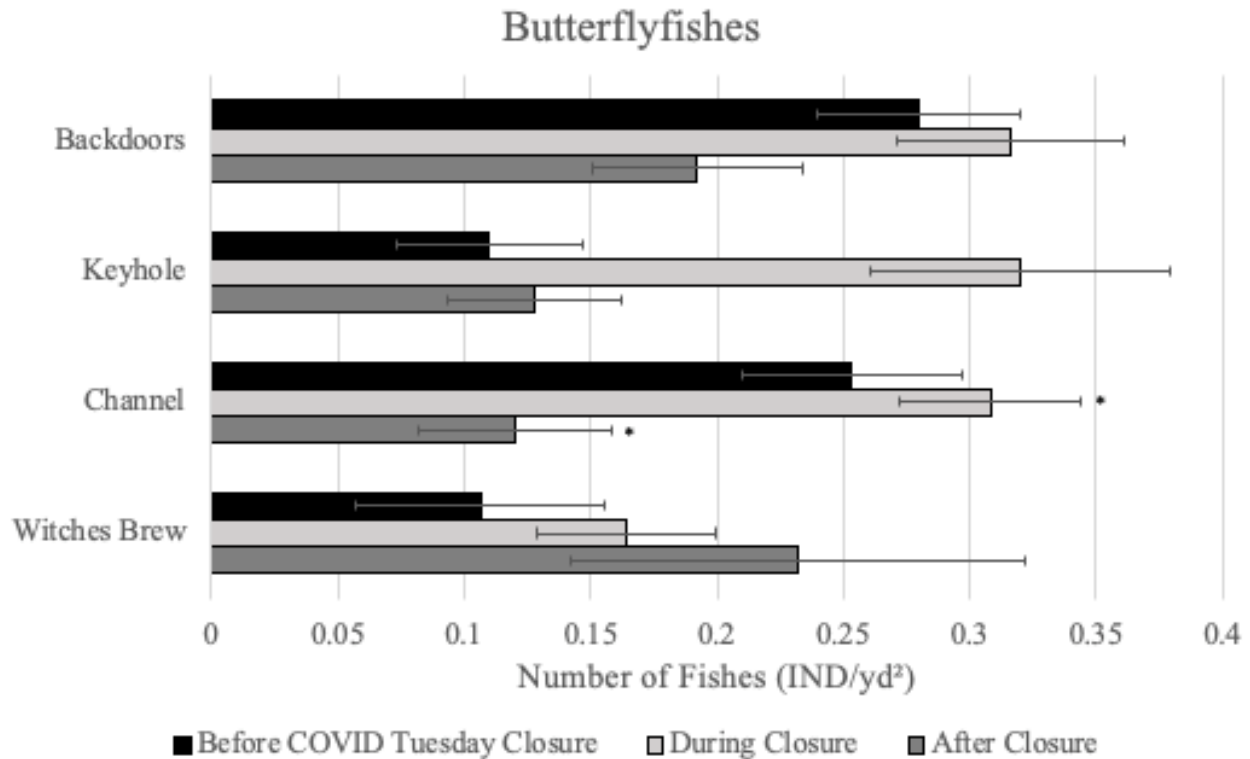 Butterflyfishes
Backdoors
Keyhole
Channel
*
*
Witches Brew
0 0.05 0.1 0.15 0.2 0.25 0.3 0.35 0.4
Number of Fishes (IND/yd²)
Before COVID Tuesday Closure During Closure After Closure